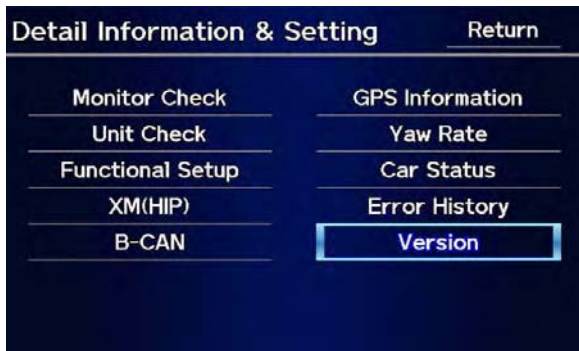 Detail Information & Setting
Return
Monitor Check
GPS Information
Unit Check
Yaw Rate
Functional Setup
Car Status
XM(HIP)
Error History
B-CAN
Version